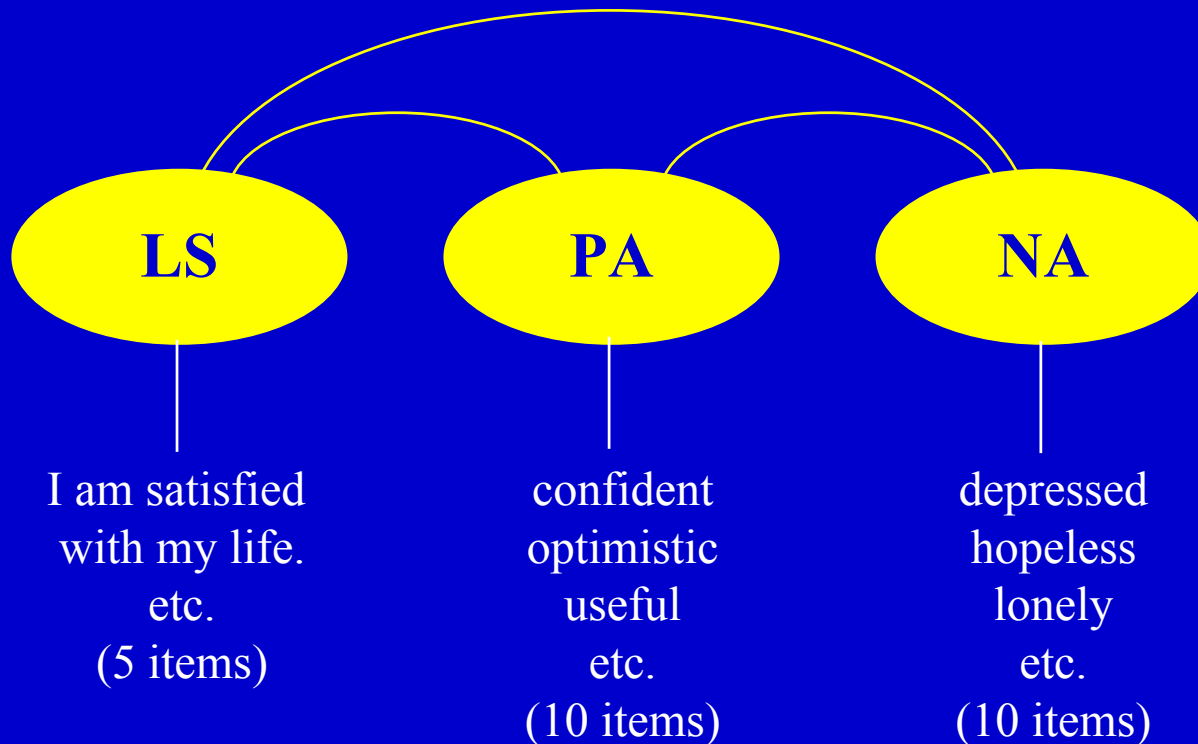 LS
PA
NA
I am satisfied
with my life.
etc.
(5 items)
confident
optimistic
useful
etc.
(10 items)
depressed
hopeless
lonely
etc.
(10 items)